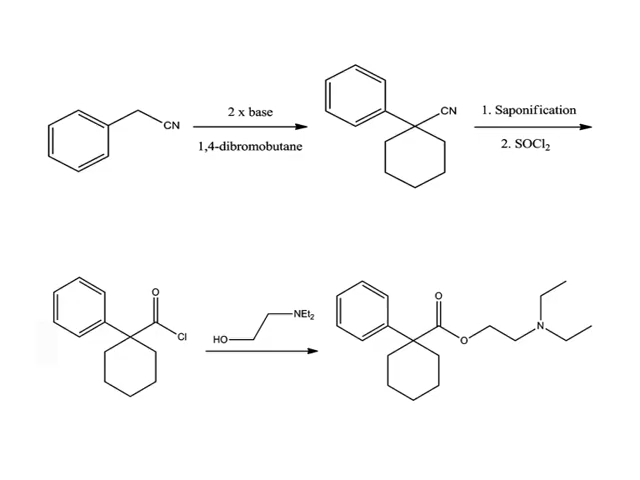 CN
2 x base
1,4-dibromobutane
CN
1. Saponification
2. SOCl₂
O
Cl
HO
NEt₂
O
O
N